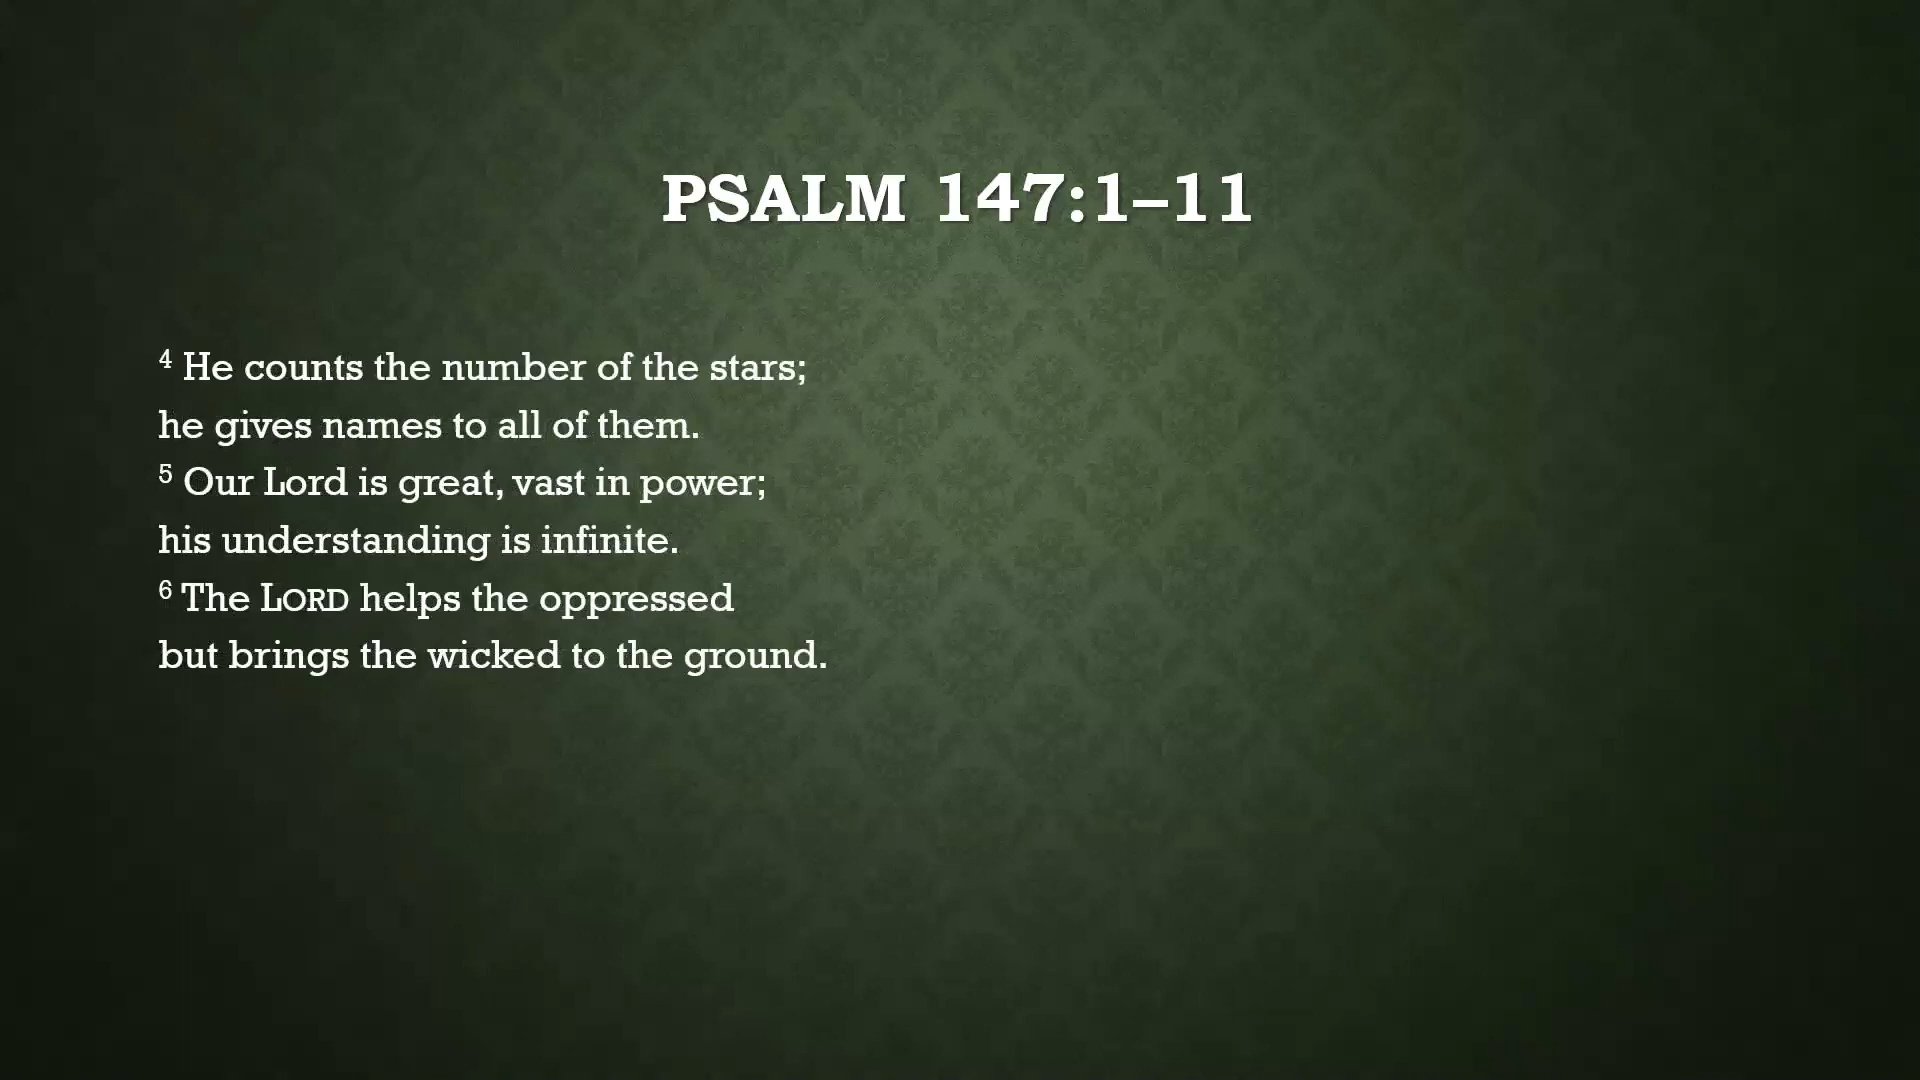 PSALM 147:1–11
4 He counts the number of the stars;
he gives names to all of them.
5 Our Lord is great, vast in power;
his understanding is infinite.
6 The LORD helps the oppressed
but brings the wicked to the ground.